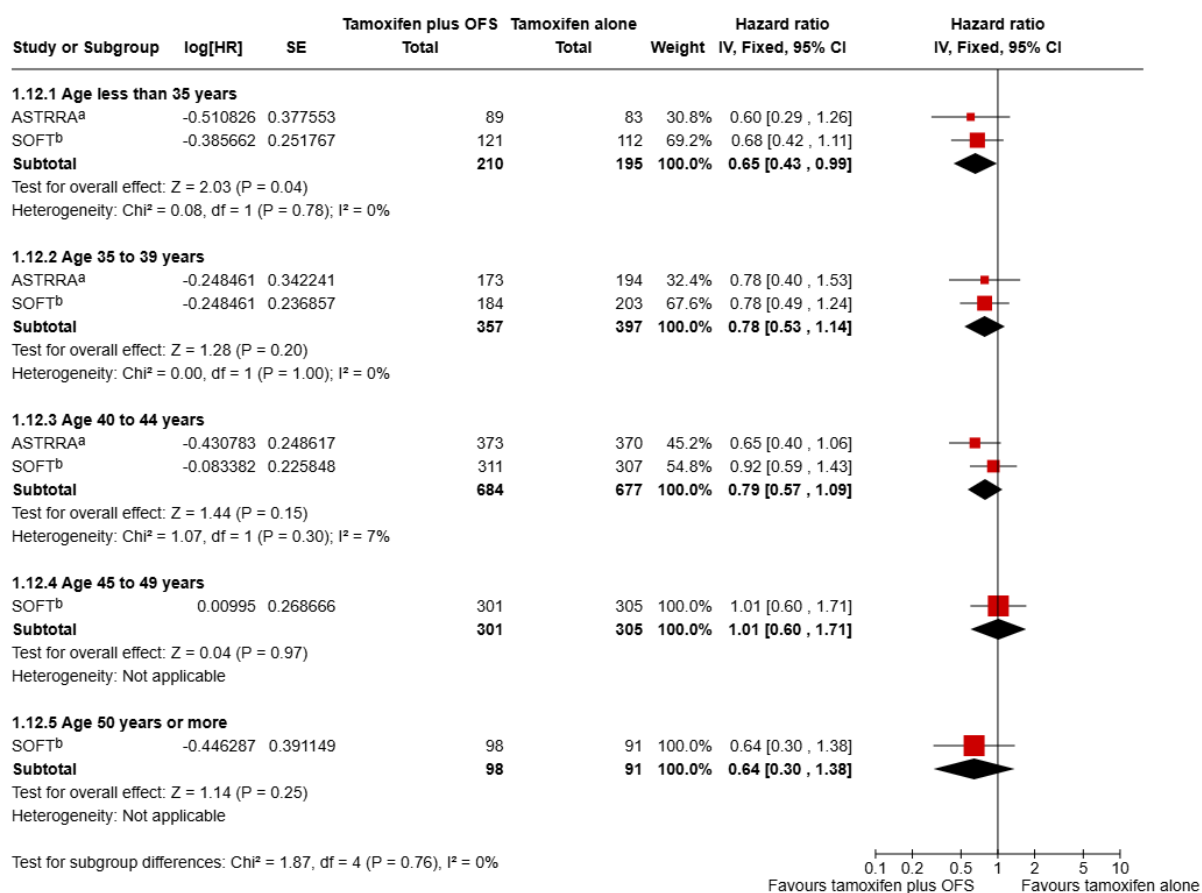 Tamoxifen plus OFS Tamoxifen alone Hazard ratio Hazard ratio
Study or Subgroup log[HR] SE Total Total Weight IV, Fixed, 95% CI IV, Fixed, 95% CI
1.12.1 Age less than 35 years
ASTRRAᵃ -0.510826 0.377553 89 83 30.8% 0.60 [0.29 , 1.26]
SOFTᵇ -0.385662 0.251767 121 112 69.2% 0.68 [0.42 , 1.11]
Subtotal 210 195 100.0% 0.65 [0.43 , 0.99]
Test for overall effect: Z = 2.03 (P = 0.04)
Heterogeneity: Chi² = 0.08, df = 1 (P = 0.78); I² = 0%
1.12.2 Age 35 to 39 years
ASTRRAᵃ -0.248461 0.342241 173 194 32.4% 0.78 [0.40 , 1.53]
SOFTᵇ -0.248461 0.236857 184 203 67.6% 0.78 [0.49 , 1.24]
Subtotal 357 397 100.0% 0.78 [0.53 , 1.14]
Test for overall effect: Z = 1.28 (P = 0.20)
Heterogeneity: Chi² = 0.00, df = 1 (P = 1.00); I² = 0%
1.12.3 Age 40 to 44 years
ASTRRAᵃ -0.430783 0.248617 373 370 45.2% 0.65 [0.40 , 1.06]
SOFTᵇ -0.083382 0.225848 311 307 54.8% 0.92 [0.59 , 1.43]
Subtotal 684 677 100.0% 0.79 [0.57 , 1.09]
Test for overall effect: Z = 1.44 (P = 0.15)
Heterogeneity: Chi² = 1.07, df = 1 (P = 0.30); I² = 7%
1.12.4 Age 45 to 49 years
SOFTᵇ 0.00995 0.268666 301 305 100.0% 1.01 [0.60 , 1.71]
Subtotal 301 305 100.0% 1.01 [0.60 , 1.71]
Test for overall effect: Z = 0.04 (P = 0.97)
Heterogeneity: Not applicable
1.12.5 Age 50 years or more
SOFTᵇ -0.446287 0.391149 98 91 100.0% 0.64 [0.30 , 1.38]
Subtotal 98 91 100.0% 0.64 [0.30 , 1.38]
Test for overall effect: Z = 1.14 (P = 0.25)
Heterogeneity: Not applicable
Test for subgroup differences: Chi² = 1.87, df = 4 (P = 0.76), I² = 0%
0.1 0.2 0.5 1 2 5 10
Favours tamoxifen plus OFS Favours tamoxifen alone